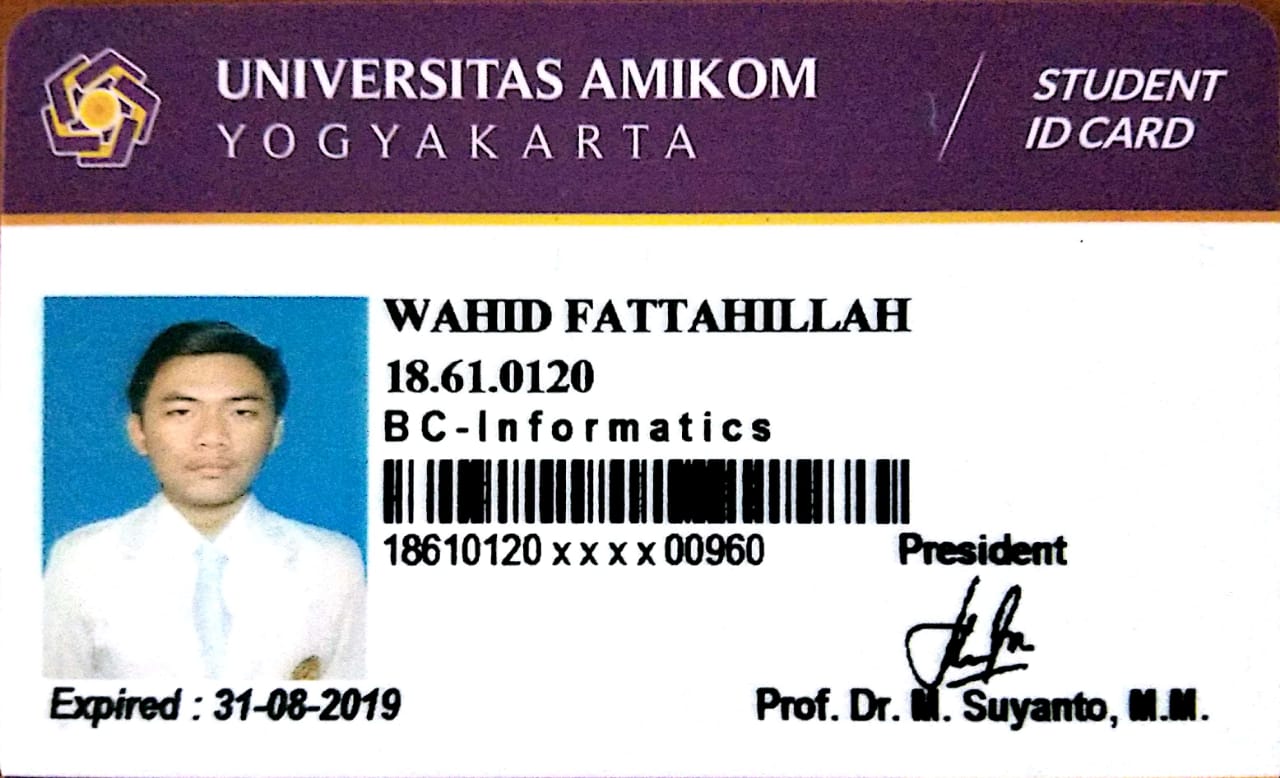 UNIVERSITAS AMIKOM
YOGYAKARTA
STUDENT
ID CARD
WAHID FATTAHILLAH
18.61.0120
BC-Informatics
18610120 x x x x 00960
President
Expired : 31-08-2019
Prof. Dr. M. Suyanto, M.M.